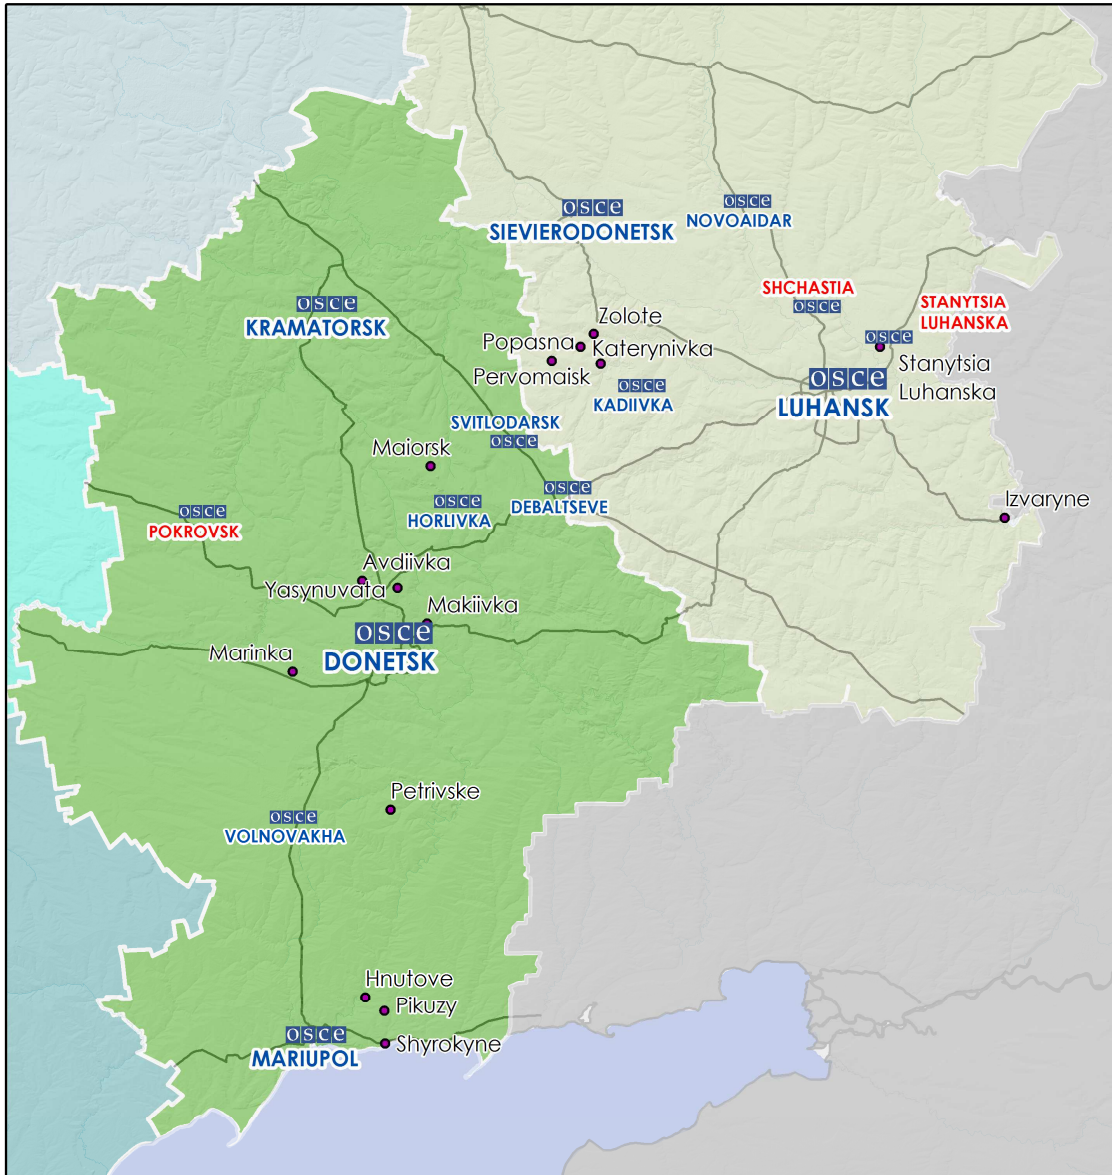 osce
SIEVIERODONETSK
osce
NOVOAIDAR
SHCHASTIA
osce
STANYTSIA
LUHANSKA
osce
KRAMATORSK
Zolote
osce
Popasna
Katerynivka
Stanytsia
Luhanska
Pervomaisk
osce
KADIIVKA
osce
LUHANSK
SVITLODARSK
osce
Maiorsk
osce
DEBALTSEVE
osce
HORLIVKA
Izvaryne
osce
POKROVSK
Avdiivka
Yasynuvata
Makiivka
osce
DONETSK
Marinka
Petrivske
osce
VOLNOVAKHA
Hnutove
Pikuzy
osce
MARIUPOL
Shyrokyne